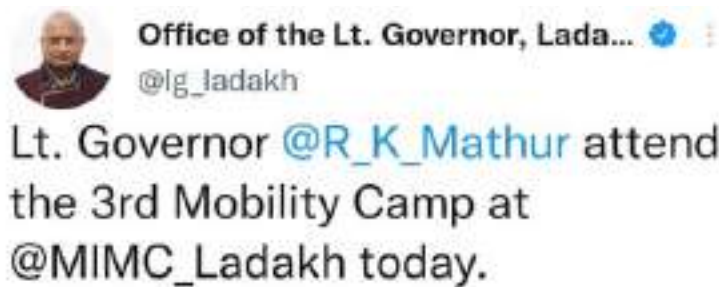 Office of the Lt. Governor, Lada...
@lg_ladakh
Lt. Governor @R_K_Mathur attend
the 3rd Mobility Camp at
@MIMC_Ladakh today.